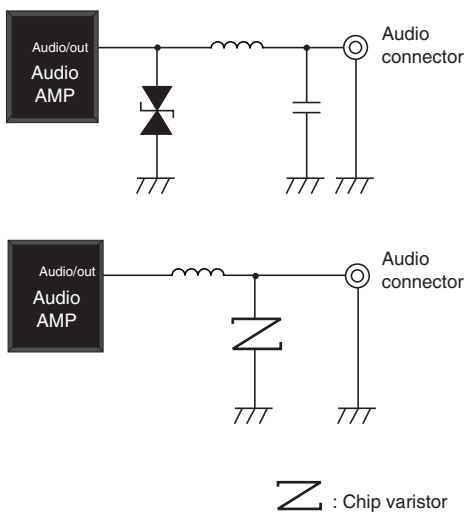 Audio/out
Audio
AMP
Audio
connector
Audio/out
Audio
AMP
Audio
connector
: Chip varistor